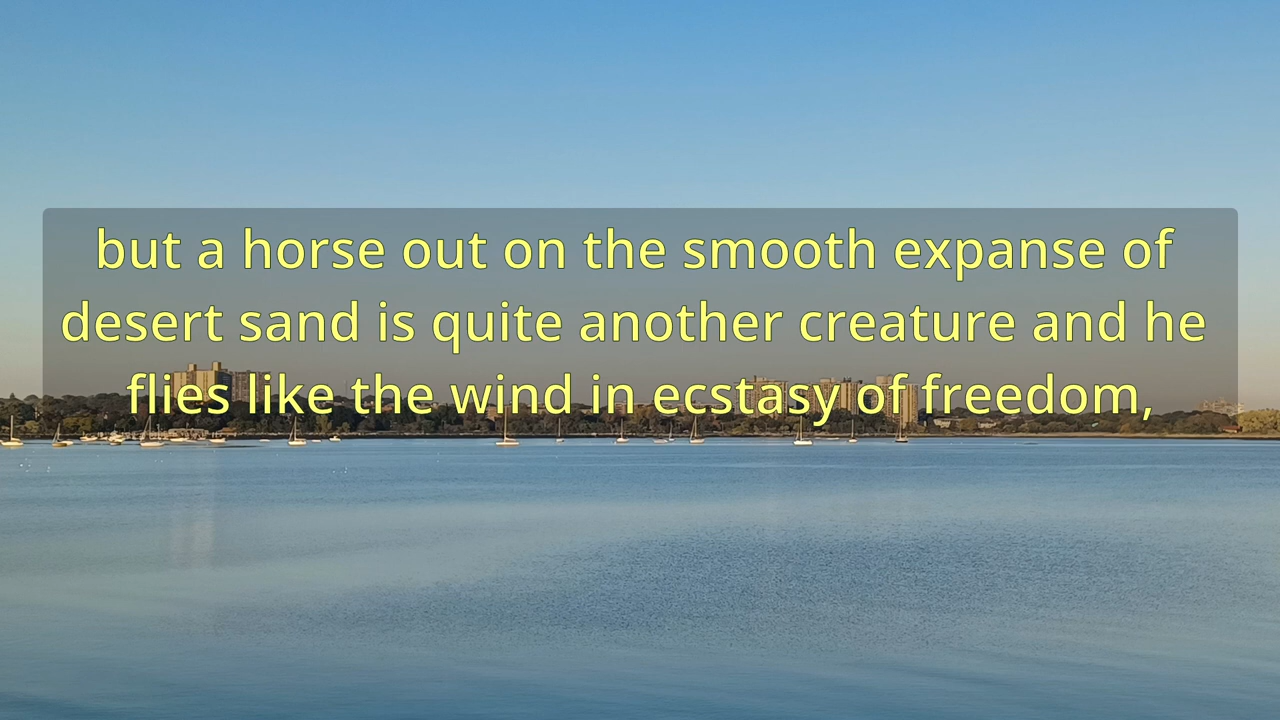 but a horse out on the smooth expanse of
desert sand is quite another creature and he
flies like the wind in ecstasy of freedom,